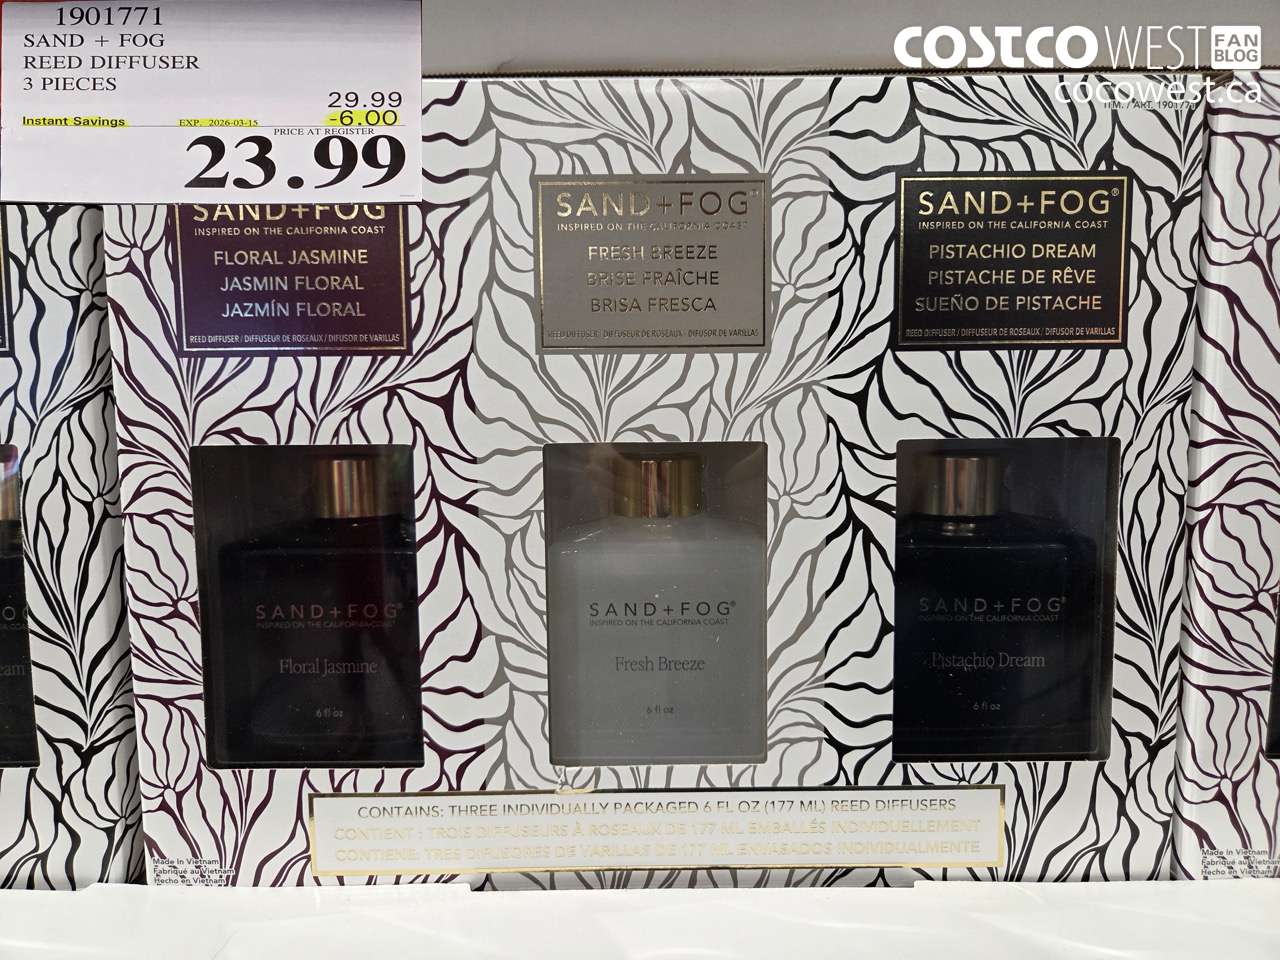 1901771
SAND + FOG
REED DIFFUSER
3 PIECES
29.99
Instant Savings EXP. 2026-03-15 -6.00
PRICE AT REGISTER
23.99
COSTCO WEST FAN BLOG
cocowest.ca
ITM. / ART. 1901771
SAND+FOG
INSPIRED ON THE CALIFORNIA COAST
FLORAL JASMINE
JASMIN FLORAL
JAZMÍN FLORAL
REED DIFFUSER / DIFFUSEUR DE ROSEAUX / DIFUSOR DE VARILLAS
SAND+FOG®
INSPIRED ON THE CALIFORNIA COAST
FRESH BREEZE
BRISE FRAÎCHE
BRISA FRESCA
REED DIFFUSER / DIFFUSEUR DE ROSEAUX / DIFUSOR DE VARILLAS
SAND+FOG®
INSPIRED ON THE CALIFORNIA COAST
PISTACHIO DREAM
PISTACHE DE RÊVE
SUEÑO DE PISTACHE
REED DIFFUSER / DIFFUSEUR DE ROSEAUX / DIFUSOR DE VARILLAS
SAND+FOG®
INSPIRED ON THE CALIFORNIA COAST
Floral Jasmine
6 fl oz
SAND+FOG®
INSPIRED ON THE CALIFORNIA COAST
Fresh Breeze
6 fl oz
SAND+FOG®
INSPIRED ON THE CALIFORNIA COAST
Pistachio Dream
6 fl oz
CONTAINS: THREE INDIVIDUALLY PACKAGED 6 FL OZ (177 ML) REED DIFFUSERS
CONTIENT : TROIS DIFFUSEURS À ROSEAUX DE 177 ML EMBALLÉS INDIVIDUELLEMENT
CONTIENE: TRES DIFUSORES DE VARILLAS DE 177 ML ENVASADOS INDIVIDUALMENTE
Made in Vietnam
Fabriqué au Vietnam
Hecho en Vietnam
Made in Vietnam
Fabriqué au Vietnam
Hecho en Vietnam